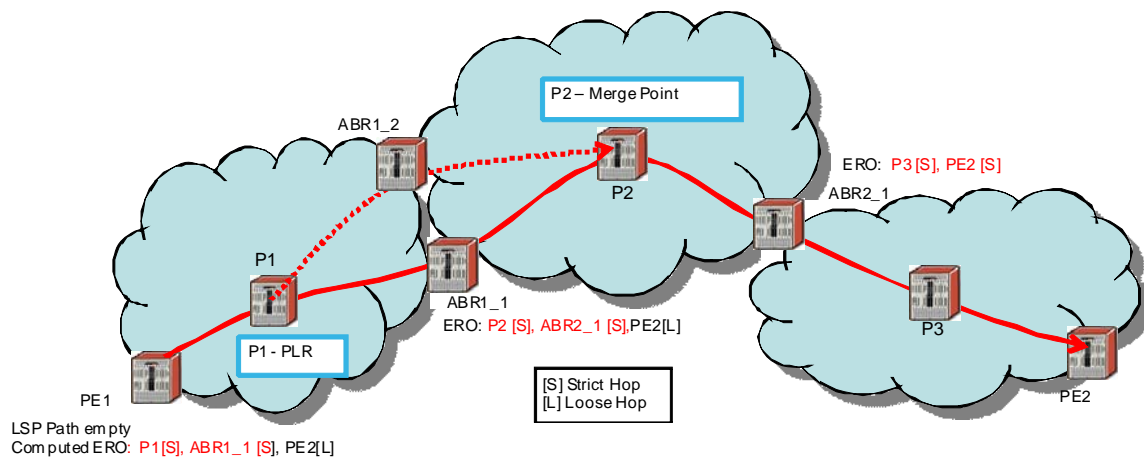 P2 – Merge Point
ABR1_2
ERO: P3 [S], PE2 [S]
ABR2_1
P2
P1
ABR1_1
ERO: P2 [S], ABR2_1 [S],PE2[L]
P3
P1 - PLR
PE1
[S] Strict Hop
[L] Loose Hop
PE2
LSP Path empty
Computed ERO: P1[S], ABR1_1 [S], PE2[L]